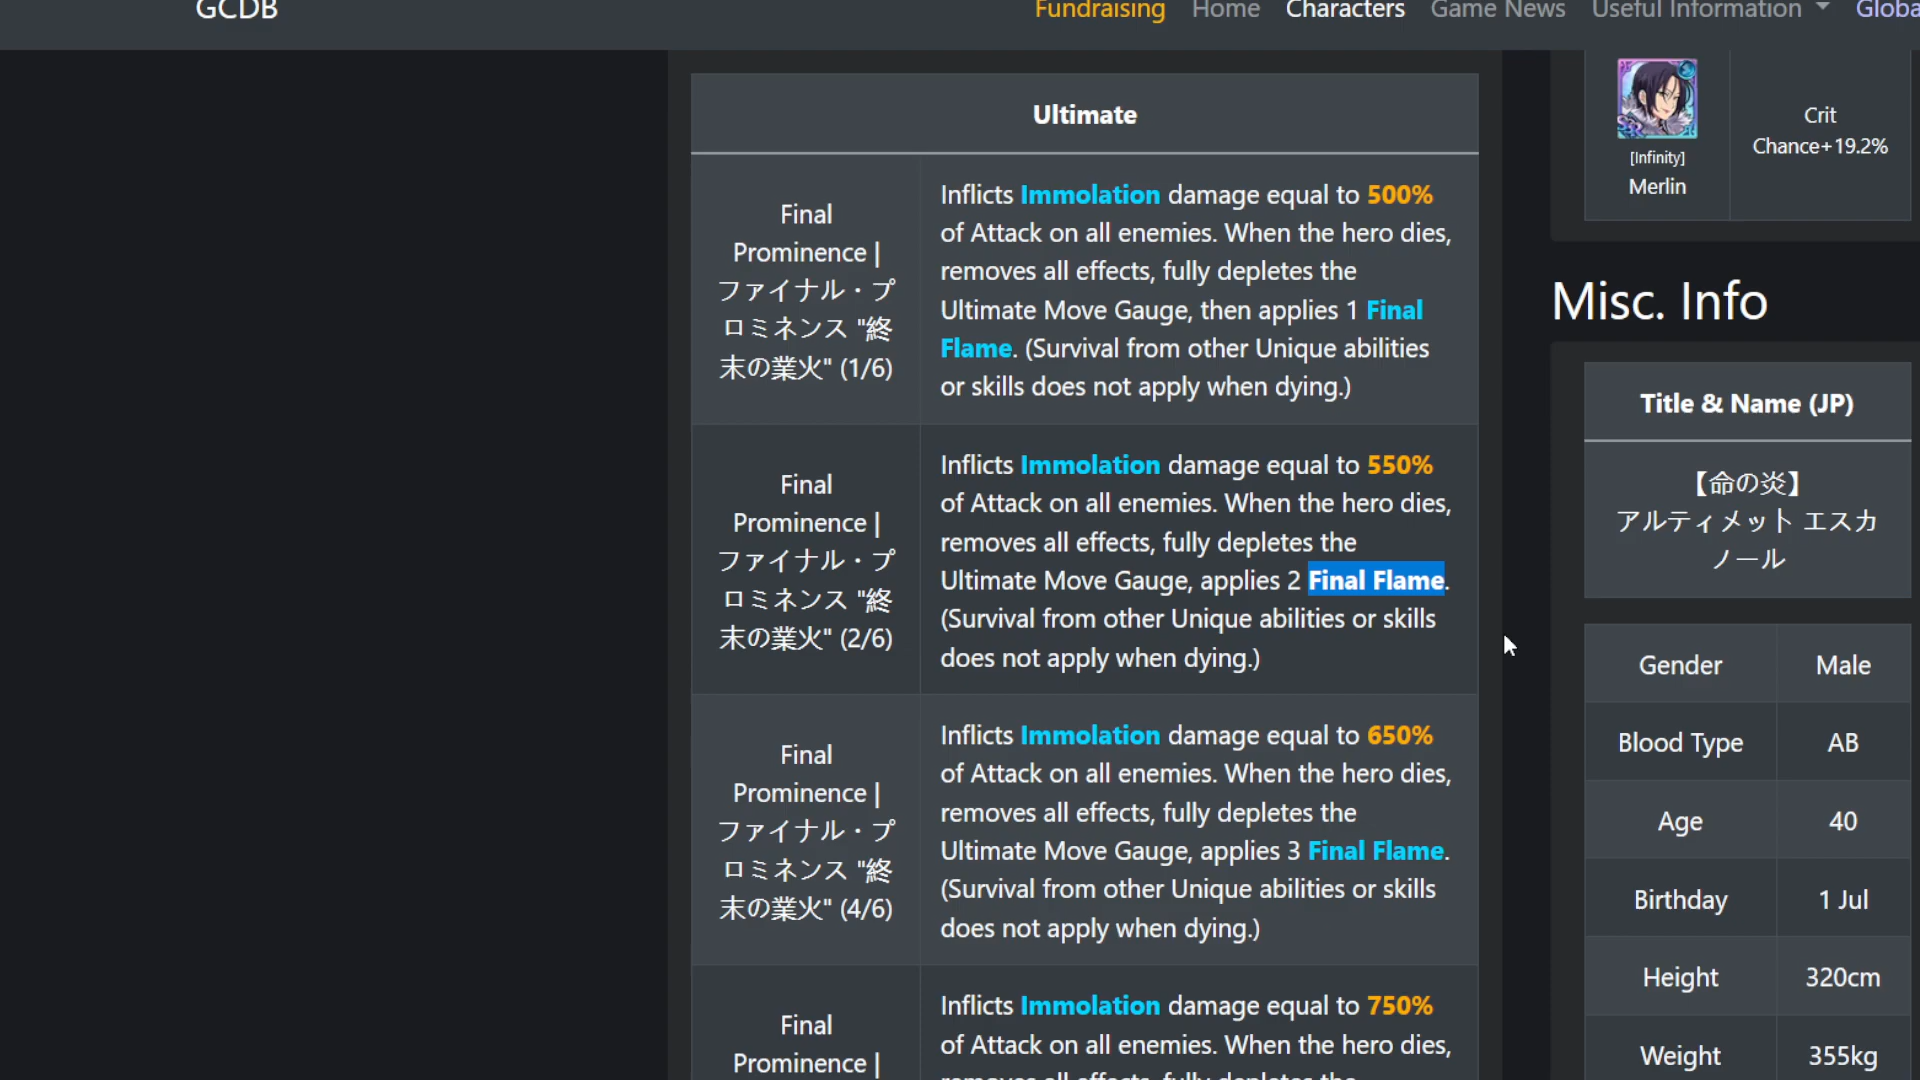 GCDB
Fundraising Home Characters Game News Useful Information Globa
Ultimate
Final
Prominence |
ファイナル・プ
ロミネンス "終
末の業火" (1/6)
Inflicts Immolation damage equal to 500%
of Attack on all enemies. When the hero dies,
removes all effects, fully depletes the
Ultimate Move Gauge, then applies 1 Final
Flame. (Survival from other Unique abilities
or skills does not apply when dying.)
Final
Prominence |
ファイナル・プ
ロミネンス "終
末の業火" (2/6)
Inflicts Immolation damage equal to 550%
of Attack on all enemies. When the hero dies,
removes all effects, fully depletes the
Ultimate Move Gauge, applies 2 Final Flame.
(Survival from other Unique abilities or skills
does not apply when dying.)
Final
Prominence |
ファイナル・プ
ロミネンス "終
末の業火" (4/6)
Inflicts Immolation damage equal to 650%
of Attack on all enemies. When the hero dies,
removes all effects, fully depletes the
Ultimate Move Gauge, applies 3 Final Flame.
(Survival from other Unique abilities or skills
does not apply when dying.)
Final
Prominence |
Inflicts Immolation damage equal to 750%
of Attack on all enemies. When the hero dies,
removes all effects, fully depletes the
SR
[Infinity]
Merlin
Crit
Chance+19.2%
Misc. Info
Title & Name (JP)
【命の炎】
アルティメット エスカ
ノール
Gender Male
Blood Type AB
Age 40
Birthday 1 Jul
Height 320cm
Weight 355kg